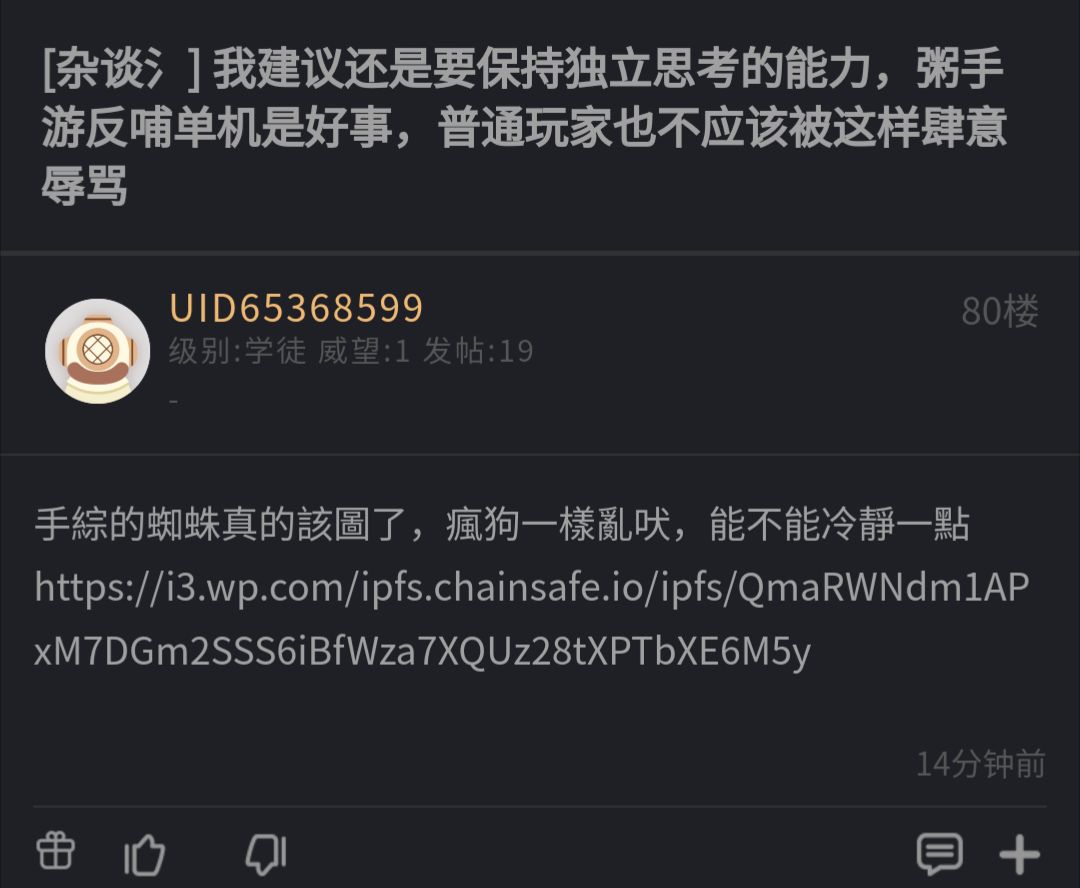 [杂谈氵] 我建议还是要保持独立思考的能力，粥手
游反哺单机是好事，普通玩家也不应该被这样肆意
辱骂
UID65368599
80楼
级别:学徒 威望:1 发帖:19
-
手綜的蜘蛛真的該圖了，瘋狗一樣亂吠，能不能冷靜一點
https://i3.wp.com/ipfs.chainsafe.io/ipfs/QmaRWNdm1AP
xM7DGm2SSS6iBfWza7XQUz28tXPTbXE6M5y
14分钟前